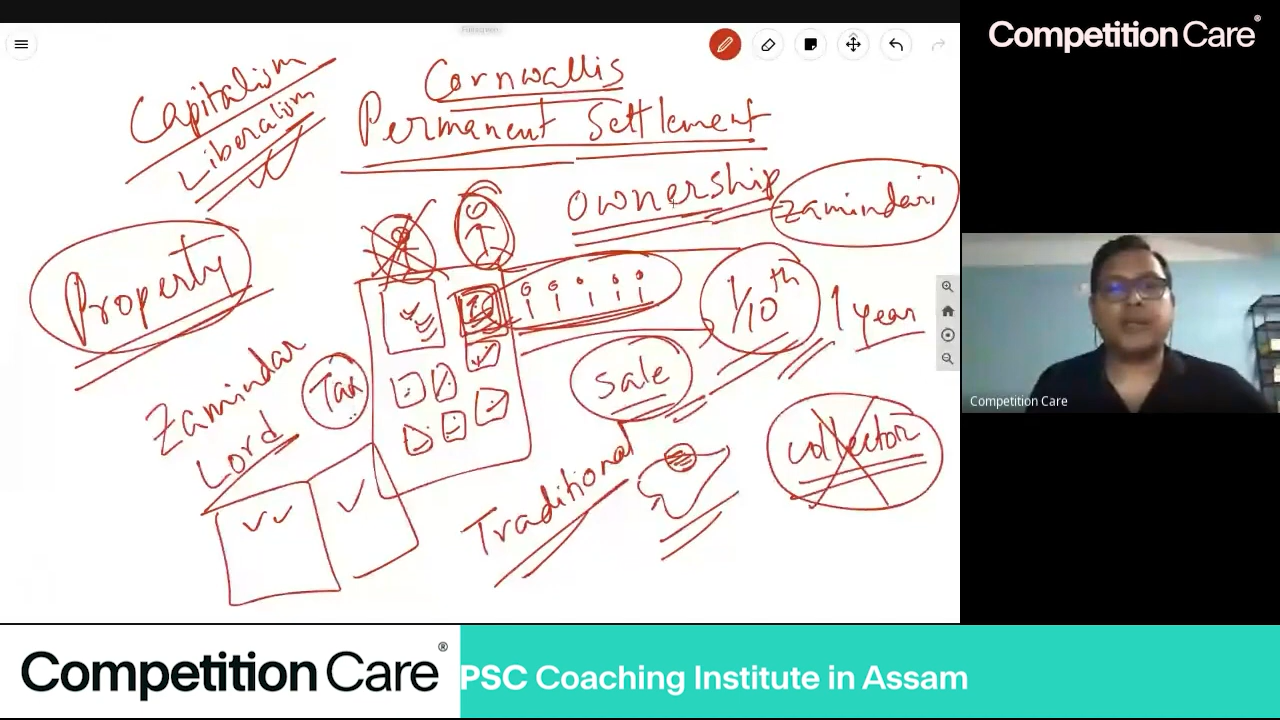 Competition Care®
Capitalism
Liberalism
Cornwallis
Permanent Settlement
Ownership
Zamindari
Property
1/10th
1 year
Zamindar
Lord
Tax
Sale
Collector
Traditional
Competition Care
Competition Care®
PSC Coaching Institute in Assam